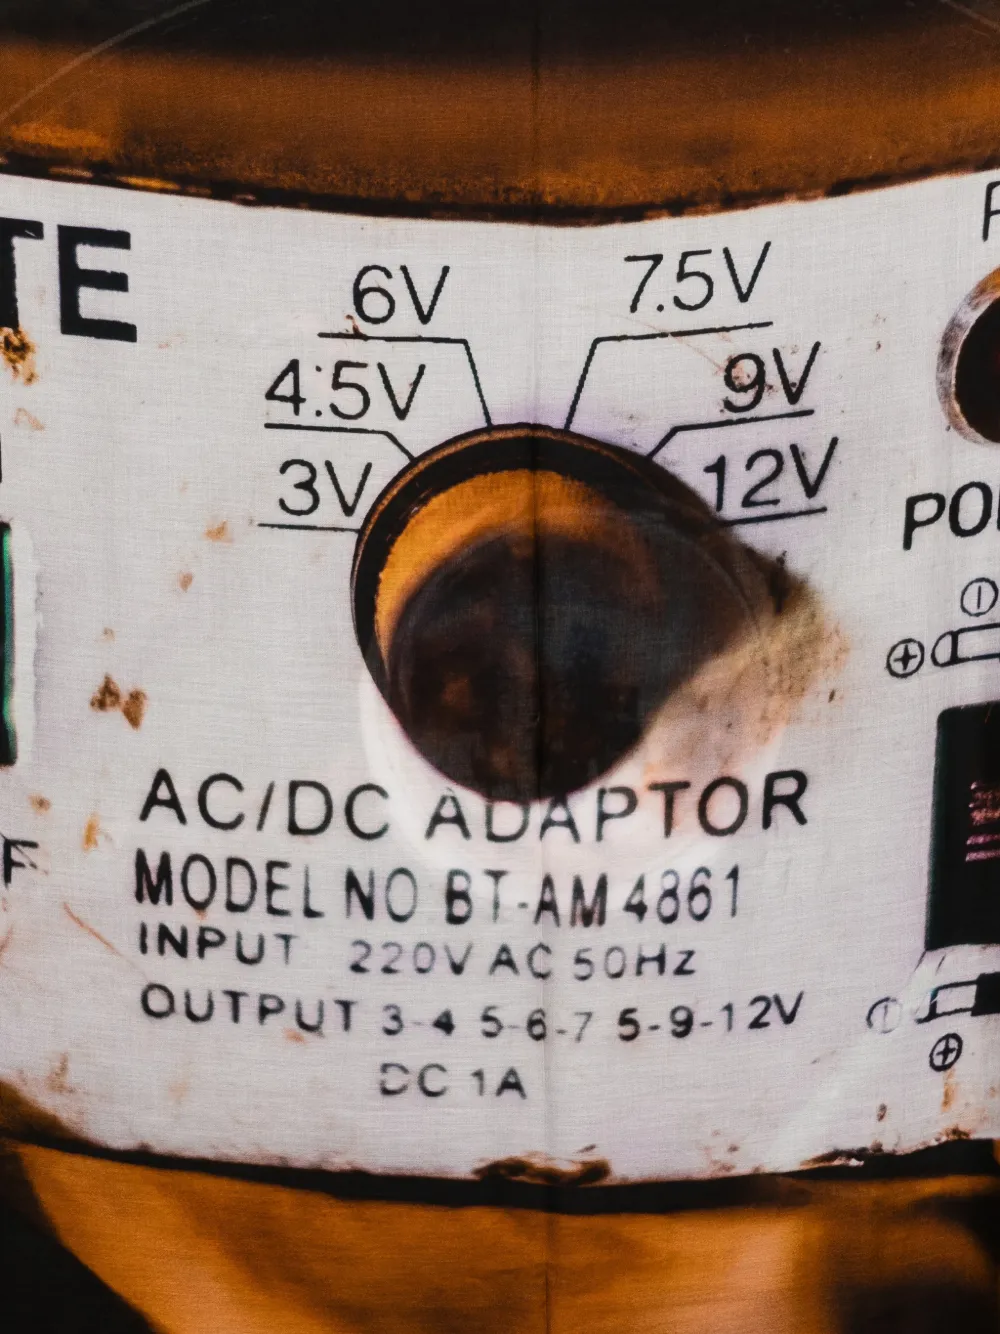 TE
6V 7.5V
4.5V 9V
3V 12V
AC/DC ADAPTOR
MODEL NO BT-AM 4861
INPUT 220V AC 50Hz
OUTPUT 3-4 5-6-7 5-9-12V
DC 1A